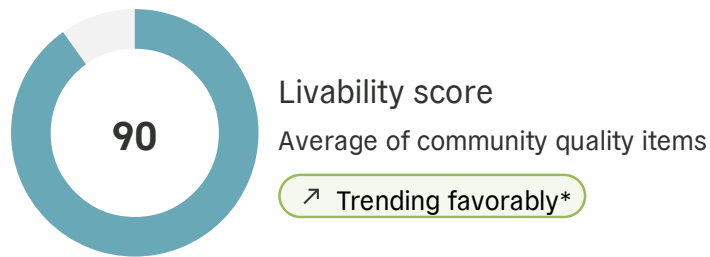 90
Livability score
Average of community quality items
↗ Trending favorably*